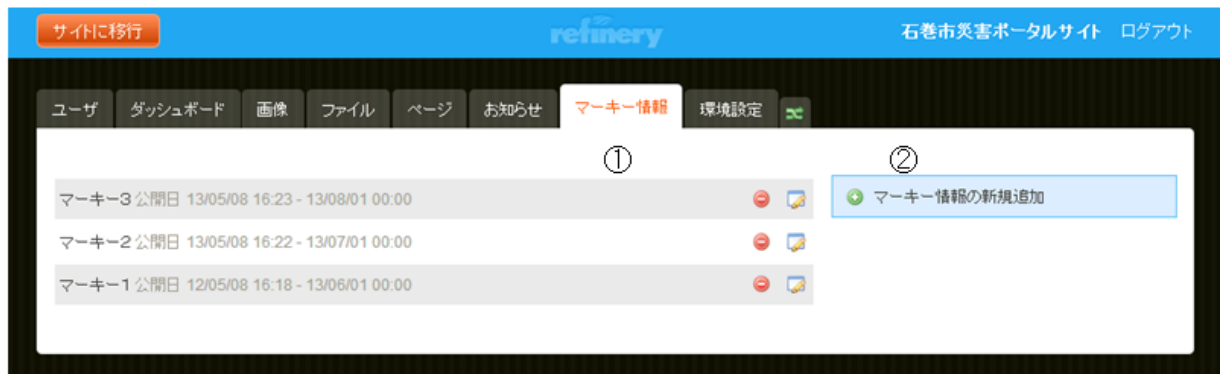 サイトに移行 refinery 石巻市災害ポータルサイト ログアウト
ユーザ ダッシュボード 画像 ファイル ページ お知らせ マーキー情報 環境設定
① ②
マーキー3 公開日 13/05/08 16:23 - 13/08/01 00:00 マーキー情報の新規追加
マーキー2 公開日 13/05/08 16:22 - 13/07/01 00:00
マーキー1 公開日 12/05/08 16:18 - 13/06/01 00:00